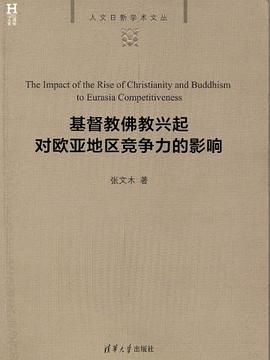 人文日新学术文丛
The Impact of the Rise of Christianity and Buddhism
to Eurasia Competitiveness
基督教佛教兴起
对欧亚地区竞争力的影响
张文木 著
清华大学出版社